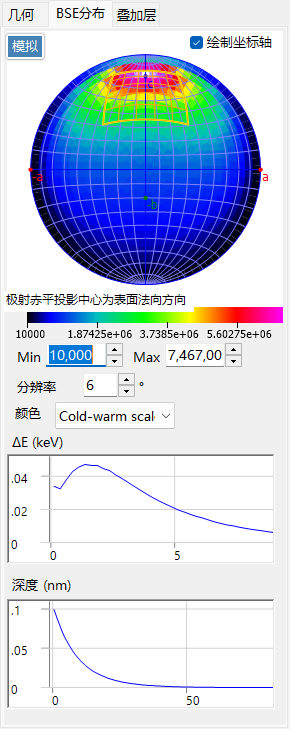 几何 BSE分布 叠加层
模拟
绘制坐标轴
a a
b
极射赤平投影中心为表面法向方向
10000 1.87425e+06 3.7385e+06 5.60275e+06
Min 10,000 Max 7,467,00
分辨率 6 °
颜色 Cold-warm scal
ΔE (keV)
.04
.02
0
0 5
深度 (nm)
.1
.05
0
0 50